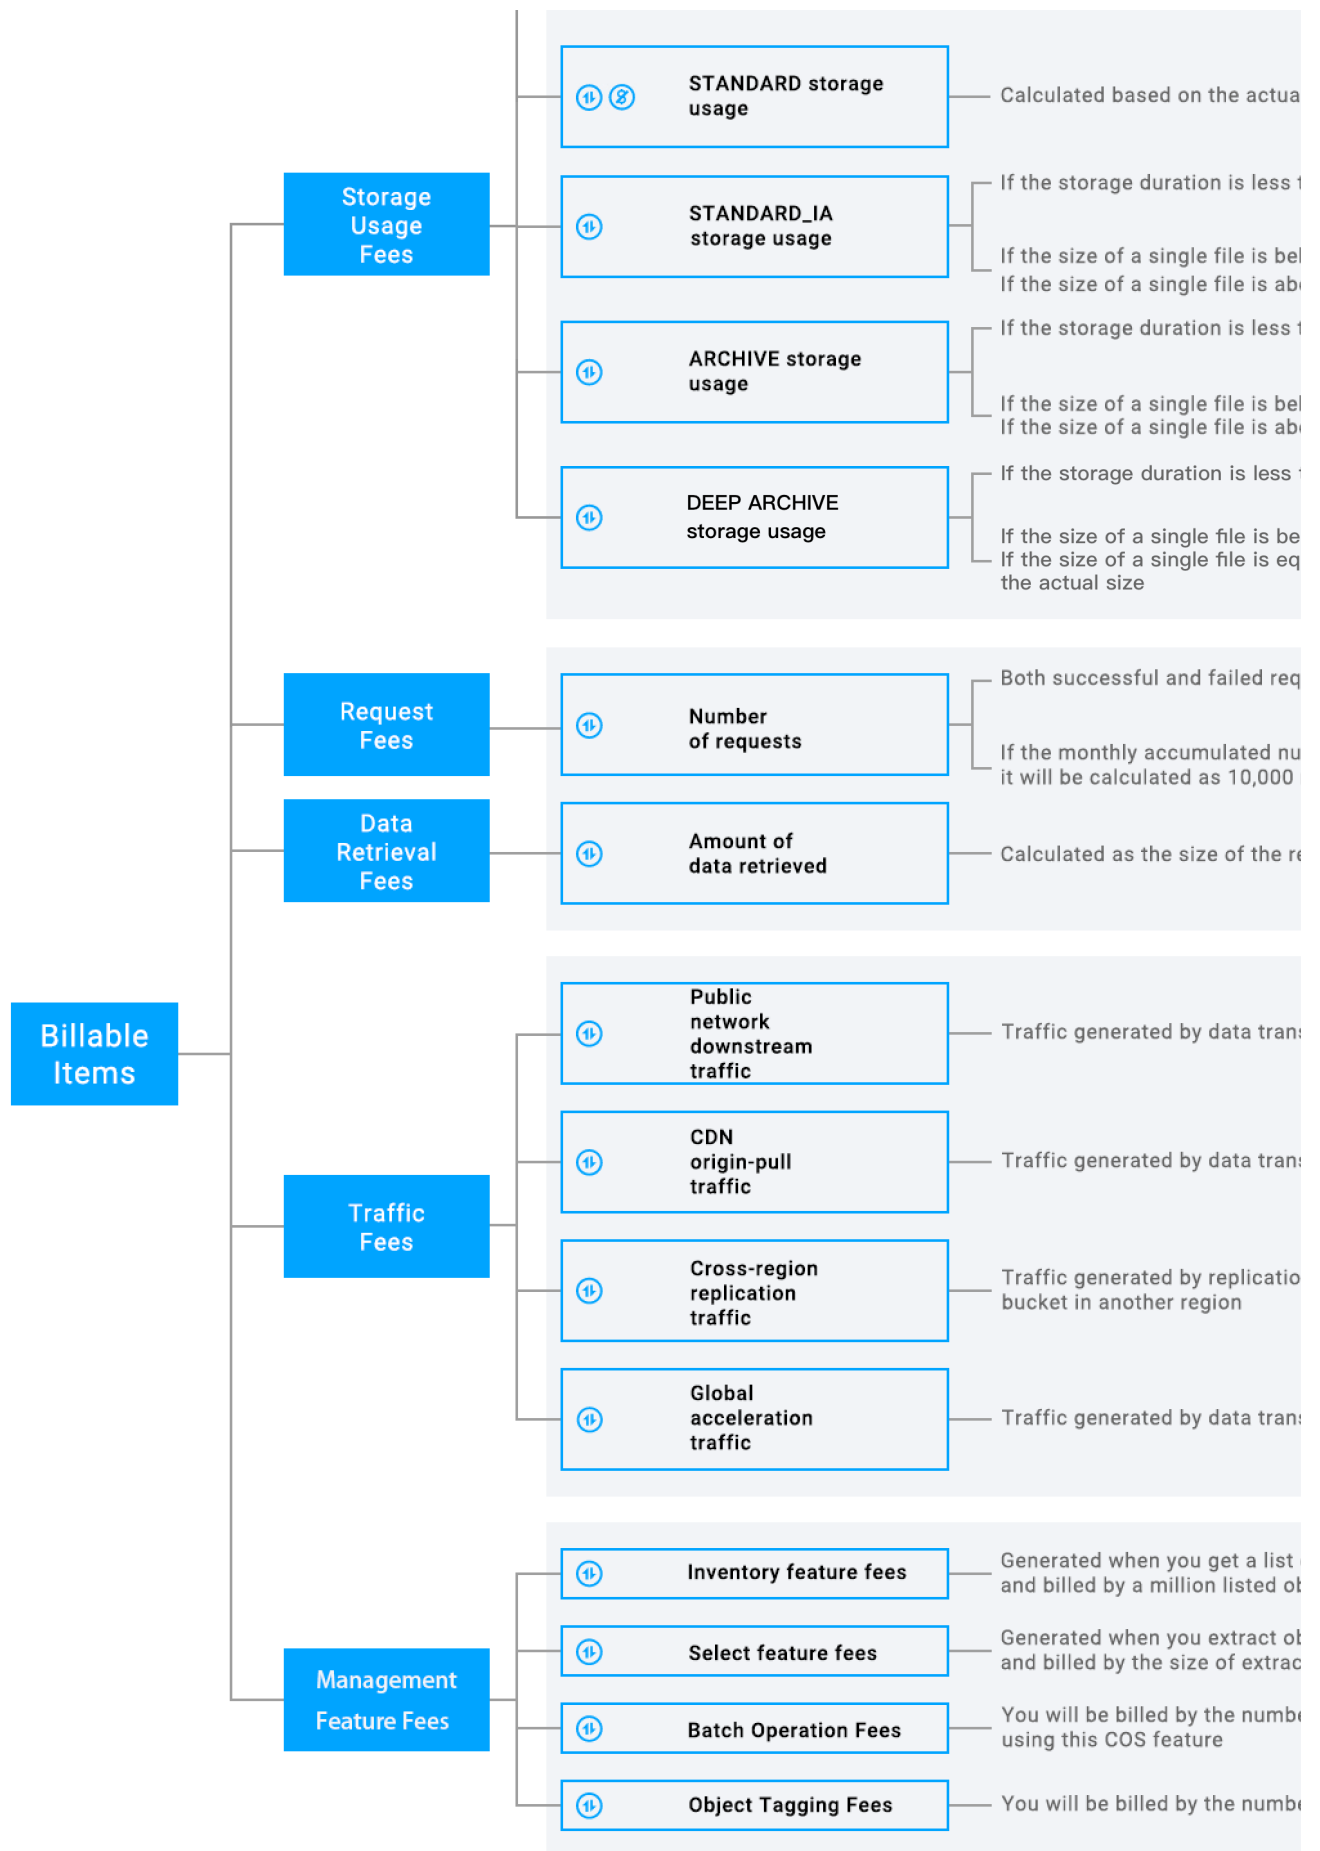 STANDARD storage
usage
Calculated based on the actua
Storage
Usage
Fees
STANDARD_IA
storage usage
If the storage duration is less
If the size of a single file is bel
If the size of a single file is ab
ARCHIVE storage
usage
If the storage duration is less
If the size of a single file is bel
If the size of a single file is ab
DEEP ARCHIVE
storage usage
If the storage duration is less
If the size of a single file is be
If the size of a single file is eq
the actual size
Request
Fees
Number
of requests
Both successful and failed req
If the monthly accumulated nu
it will be calculated as 10,000
Data
Retrieval
Fees
Amount of
data retrieved
Calculated as the size of the re
Billable
Items
Traffic
Fees
Public
network
downstream
traffic
Traffic generated by data trans
CDN
origin-pull
traffic
Traffic generated by data trans
Cross-region
replication
traffic
Traffic generated by replicatio
bucket in another region
Global
acceleration
traffic
Traffic generated by data trans
Management
Feature Fees
Inventory feature fees
Generated when you get a list
and billed by a million listed ob
Select feature fees
Generated when you extract ob
and billed by the size of extrac
Batch Operation Fees
You will be billed by the numbe
using this COS feature
Object Tagging Fees
You will be billed by the numbe